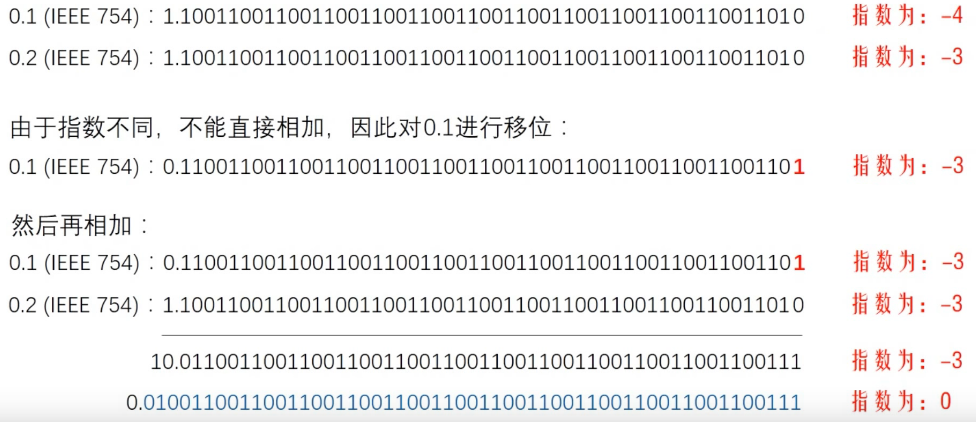 0.1 (IEEE 754)：1.1001100110011001100110011001100110011001100110011010 指数为：-4
0.2 (IEEE 754)：1.1001100110011001100110011001100110011001100110011010 指数为：-3
由于指数不同，不能直接相加，因此对0.1进行移位：
0.1 (IEEE 754)：0.1100110011001100110011001100110011001100110011001101 指数为：-3
然后再相加：
0.1 (IEEE 754)：0.1100110011001100110011001100110011001100110011001101 指数为：-3
0.2 (IEEE 754)：1.1001100110011001100110011001100110011001100110011010 指数为：-3
10.0110011001100110011001100110011001100110011001100111 指数为：-3
0.0100110011001100110011001100110011001100110011001100111 指数为：0